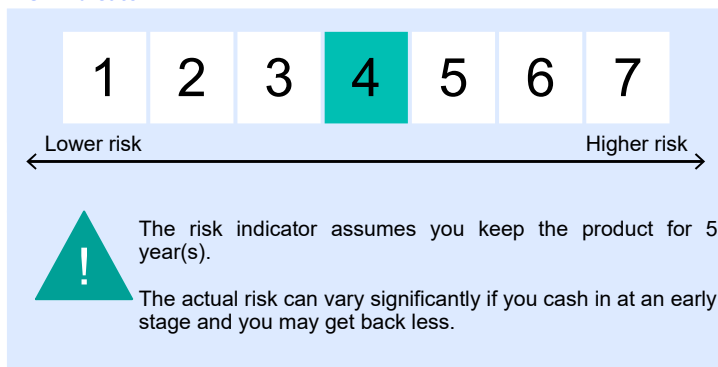 1 2 3 4 5 6 7
Lower risk Higher risk
The risk indicator assumes you keep the product for 5
year(s).
!
The actual risk can vary significantly if you cash in at an early
stage and you may get back less.